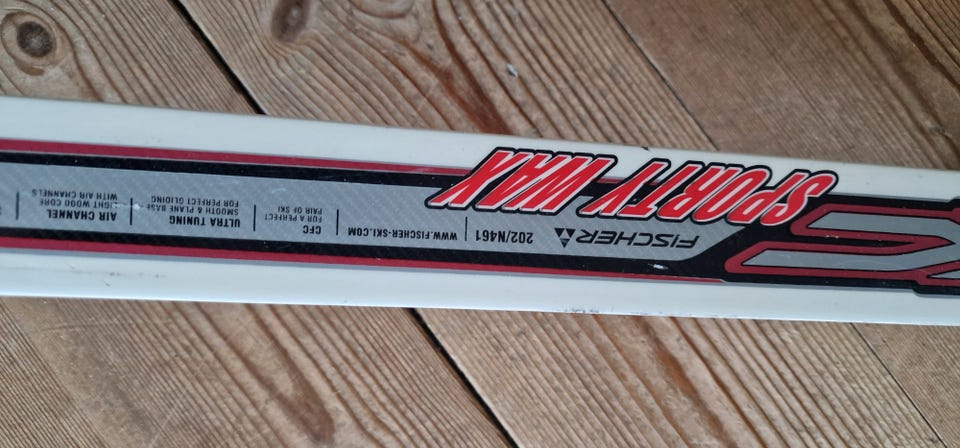 SPORTY WAX
FISCHER
202/N461
WWW.FISCHER-SKI.COM
CFC
FOR A PERFECT
PAIR OF SKI
ULTRA TUNING
SMOOTH PLANE BASE
FOR PERFECT GLIDING
AIR CHANNEL
LIGHT WOOD CORE
WITH AIR CHANNELS